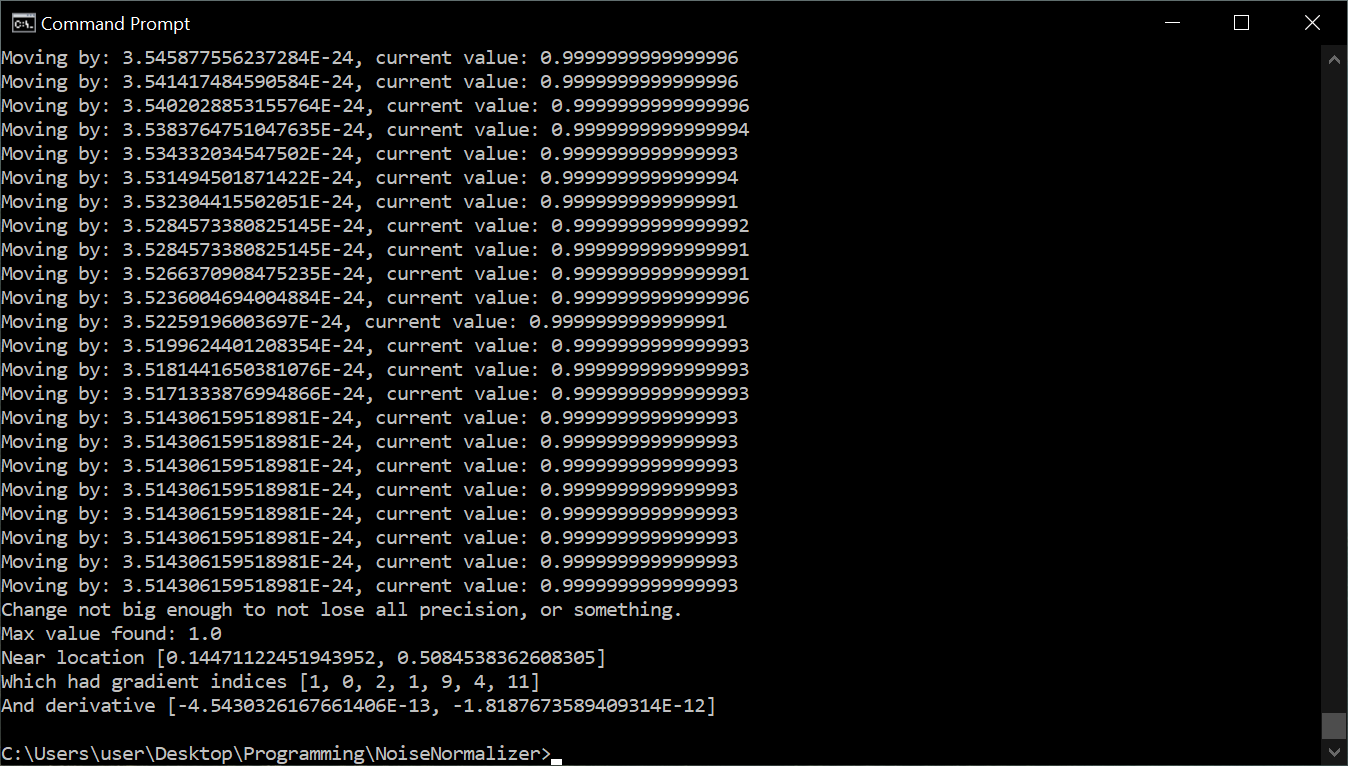 Command Prompt
Moving by: 3.545877556237284E-24, current value: 0.9999999999999996
Moving by: 3.541417484590584E-24, current value: 0.9999999999999996
Moving by: 3.5402028853155764E-24, current value: 0.9999999999999996
Moving by: 3.5383764751047635E-24, current value: 0.9999999999999994
Moving by: 3.534332034547502E-24, current value: 0.9999999999999993
Moving by: 3.531494501871422E-24, current value: 0.9999999999999994
Moving by: 3.532304415502051E-24, current value: 0.9999999999999991
Moving by: 3.5284573380825145E-24, current value: 0.9999999999999992
Moving by: 3.5284573380825145E-24, current value: 0.9999999999999991
Moving by: 3.5266370908475235E-24, current value: 0.9999999999999991
Moving by: 3.5236004694004884E-24, current value: 0.9999999999999996
Moving by: 3.52259196003697E-24, current value: 0.9999999999999991
Moving by: 3.5199624401208354E-24, current value: 0.9999999999999993
Moving by: 3.5181441650381076E-24, current value: 0.9999999999999993
Moving by: 3.5171333876994866E-24, current value: 0.9999999999999993
Moving by: 3.514306159518981E-24, current value: 0.9999999999999993
Moving by: 3.514306159518981E-24, current value: 0.9999999999999993
Moving by: 3.514306159518981E-24, current value: 0.9999999999999993
Moving by: 3.514306159518981E-24, current value: 0.9999999999999993
Moving by: 3.514306159518981E-24, current value: 0.9999999999999993
Moving by: 3.514306159518981E-24, current value: 0.9999999999999993
Moving by: 3.514306159518981E-24, current value: 0.9999999999999993
Moving by: 3.514306159518981E-24, current value: 0.9999999999999993
Change not big enough to not lose all precision, or something.
Max value found: 1.0
Near location [0.14471122451943952, 0.5084538362608305]
Which had gradient indices [1, 0, 2, 1, 9, 4, 11]
And derivative [-4.5430326167661406E-13, -1.8187673589409314E-12]
C:\Users\user\Desktop\Programming\NoiseNormalizer>